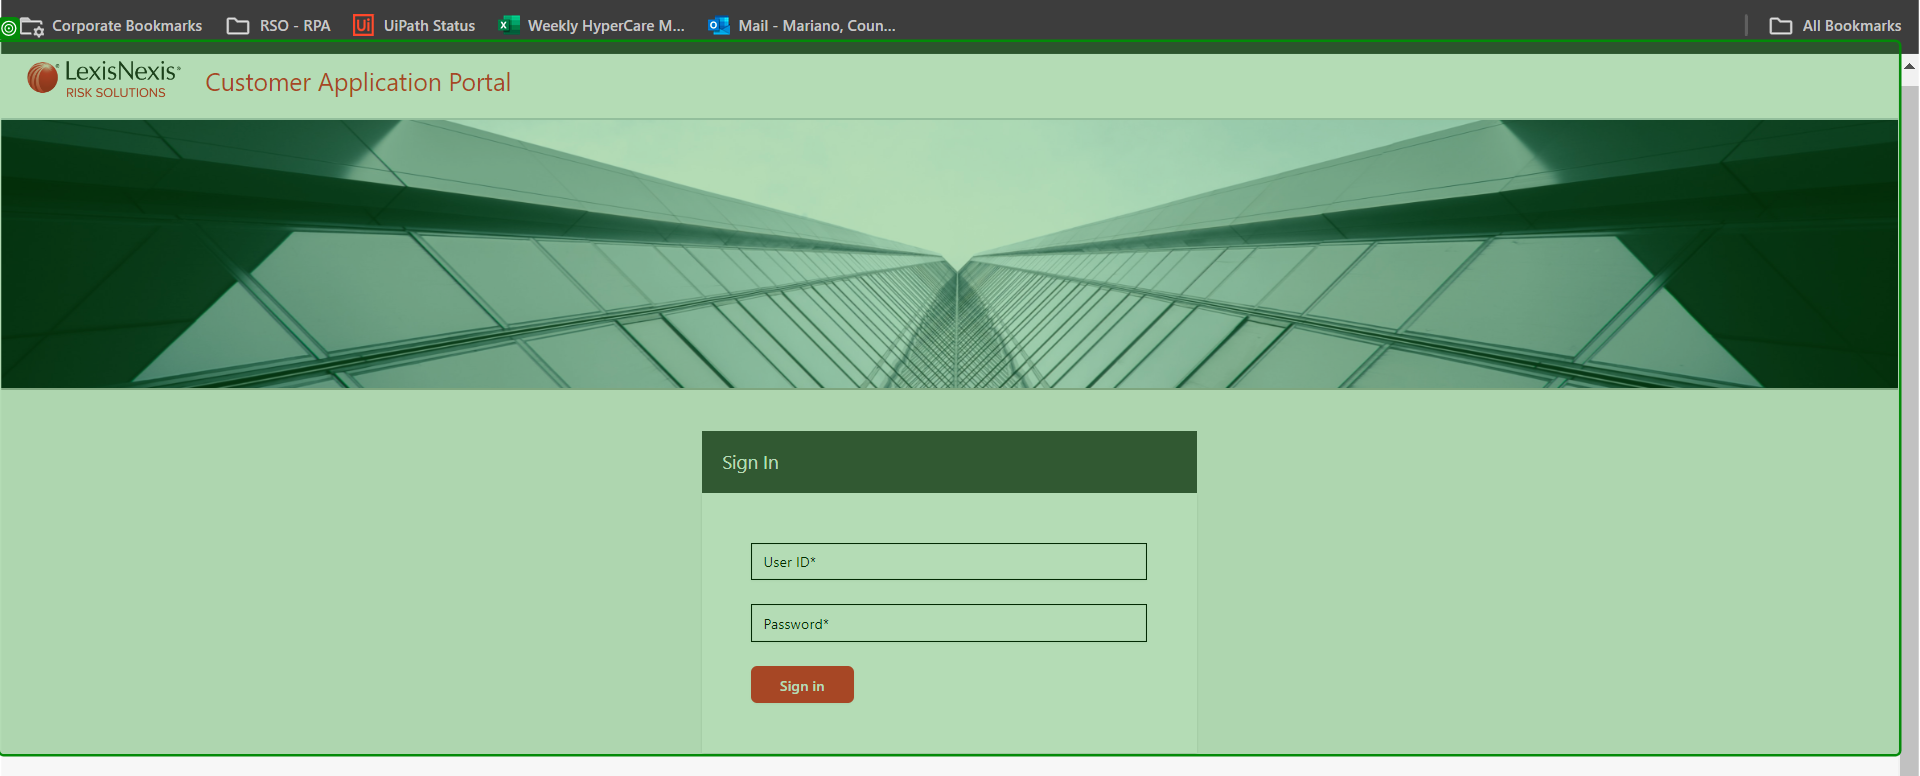 Corporate Bookmarks RSO - RPA Ui UiPath Status Weekly HyperCare M... Mail - Mariano, Coun... All Bookmarks
LexisNexis®
RISK SOLUTIONS
Customer Application Portal
Sign In
User ID*
Password*
Sign in